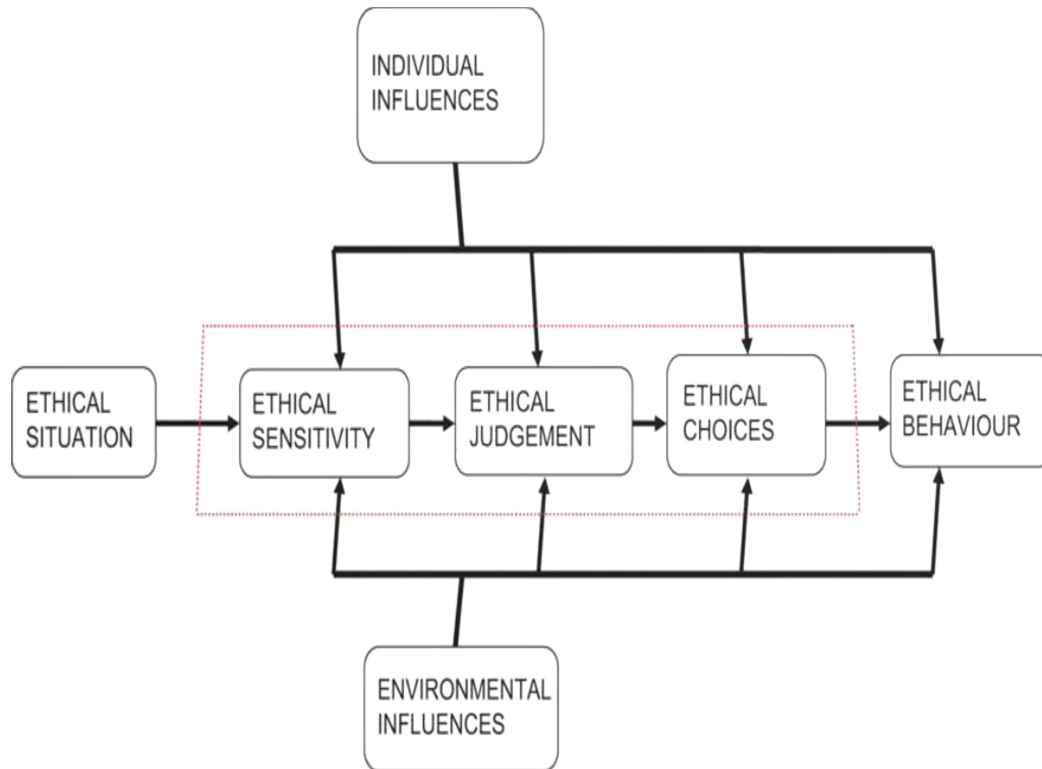 INDIVIDUAL
INFLUENCES
ETHICAL
SITUATION
ETHICAL
SENSITIVITY
ETHICAL
JUDGEMENT
ETHICAL
CHOICES
ETHICAL
BEHAVIOUR
ENVIRONMENTAL
INFLUENCES